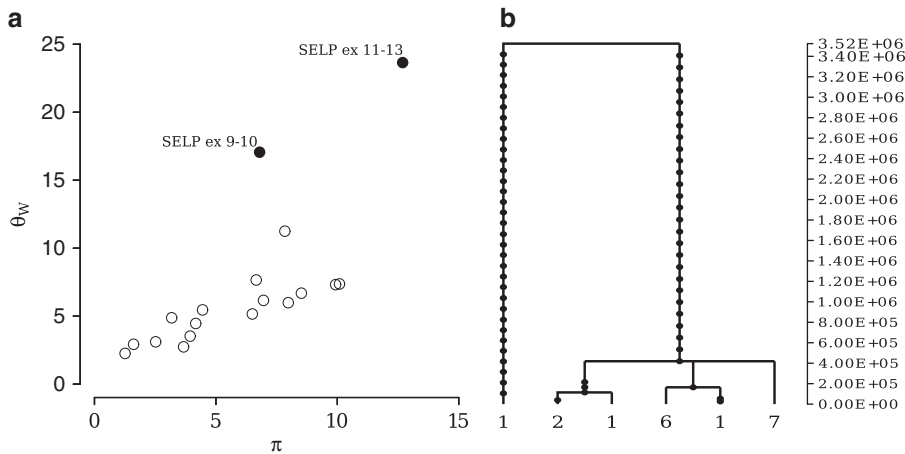 a
25
20
15
10
5
0
θW
SELP ex 11-13
SELP ex 9-10
0 5 10 15
π
b
3.52E+06
3.40E+06
3.20E+06
3.00E+06
2.80E+06
2.60E+06
2.40E+06
2.20E+06
2.00E+06
1.80E+06
1.60E+06
1.40E+06
1.20E+06
1.00E+06
8.00E+05
6.00E+05
4.00E+05
2.00E+05
0.00E+00
1 2 1 6 1 7